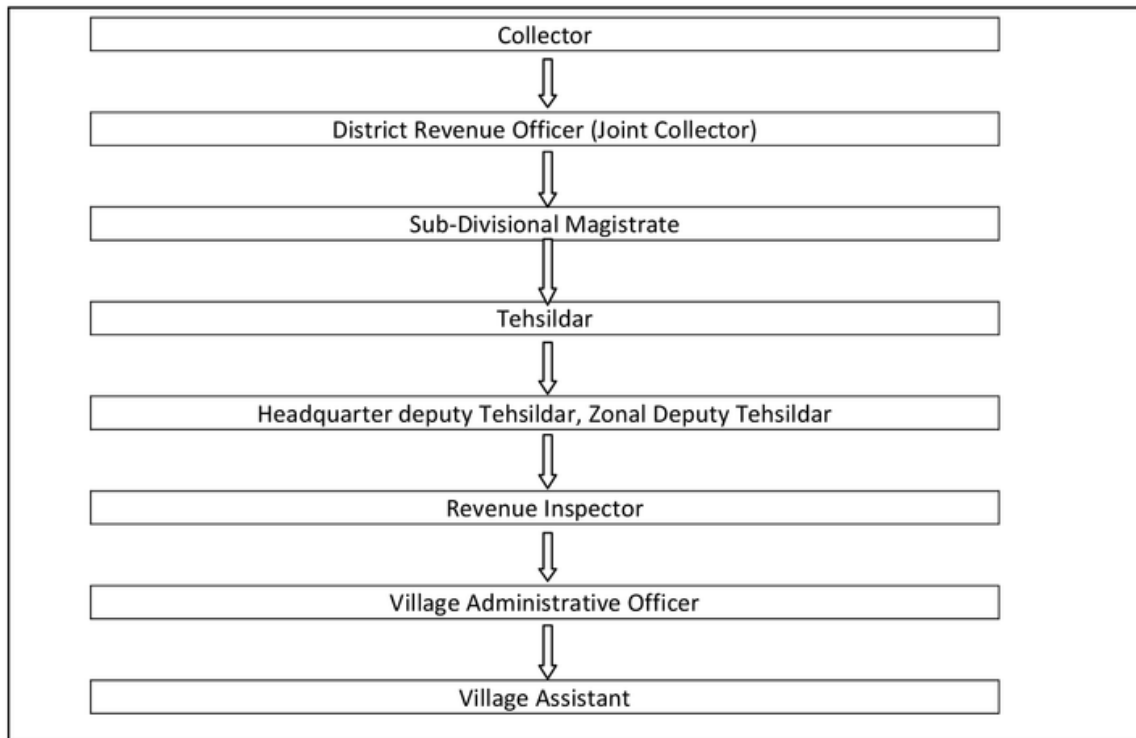 Collector
District Revenue Officer (Joint Collector)
Sub-Divisional Magistrate
Tehsildar
Headquarter deputy Tehsildar, Zonal Deputy Tehsildar
Revenue Inspector
Village Administrative Officer
Village Assistant